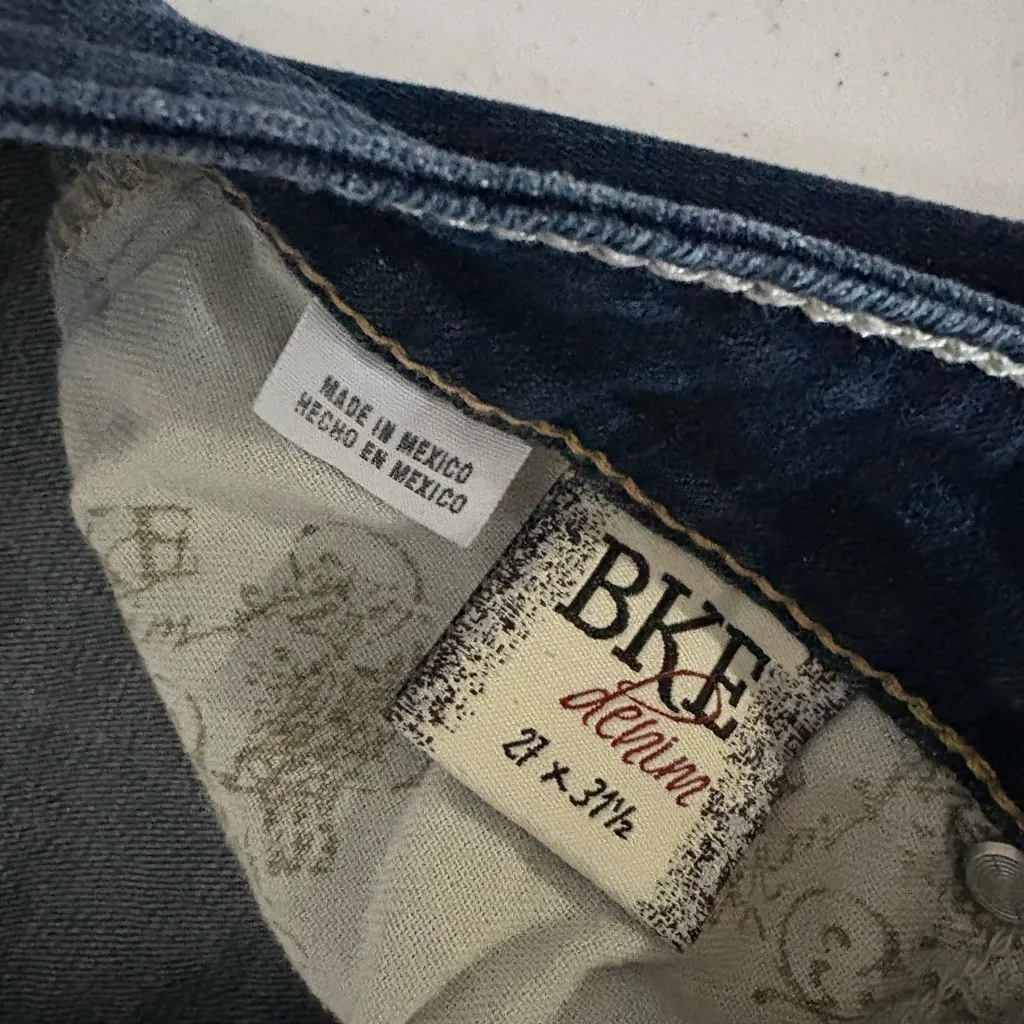 MADE IN MEXICO
HECHO EN MEXICO
BKE
denim
27 x 31½